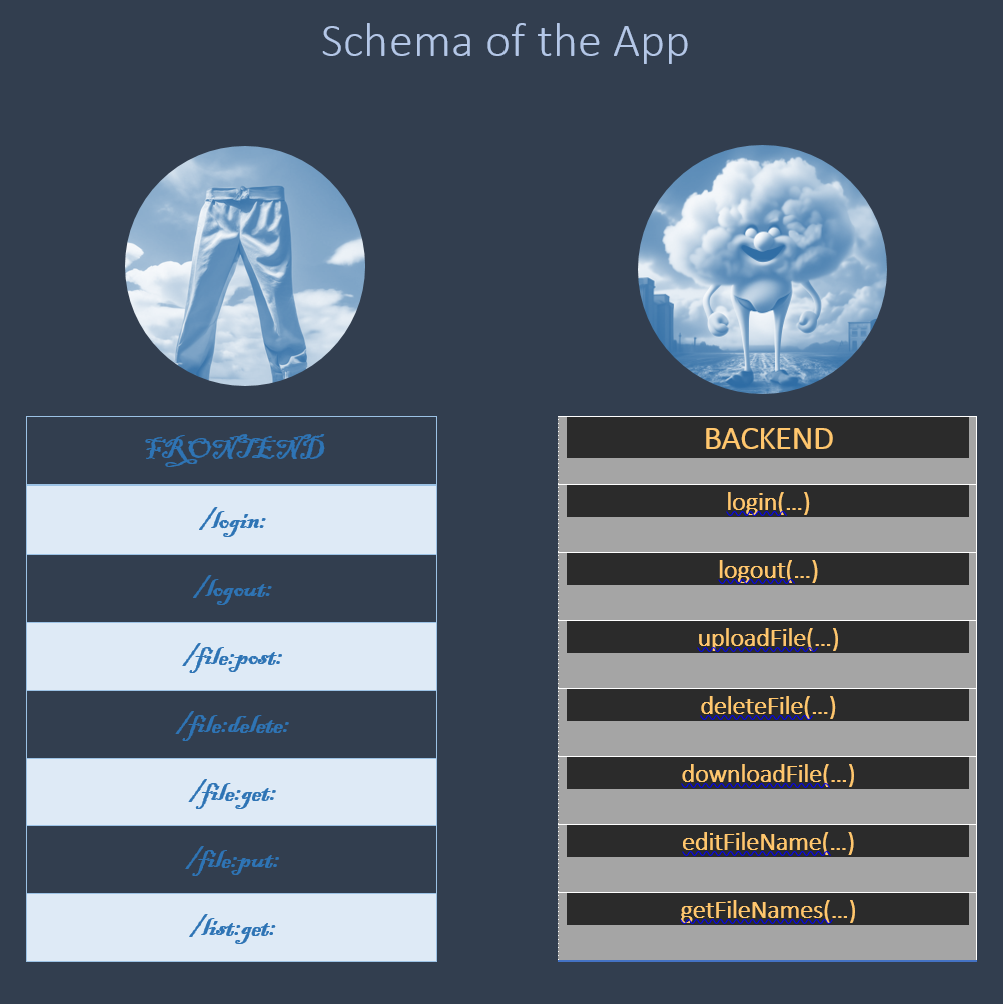 Schema of the App
FRONTEND
/login:
/logout:
/file:post:
/file:delete:
/file:get:
/file:put:
/list:get:
BACKEND
login(...)
logout(...)
uploadFile(...)
deleteFile(...)
downloadFile(...)
editFileName(...)
getFileNames(...)